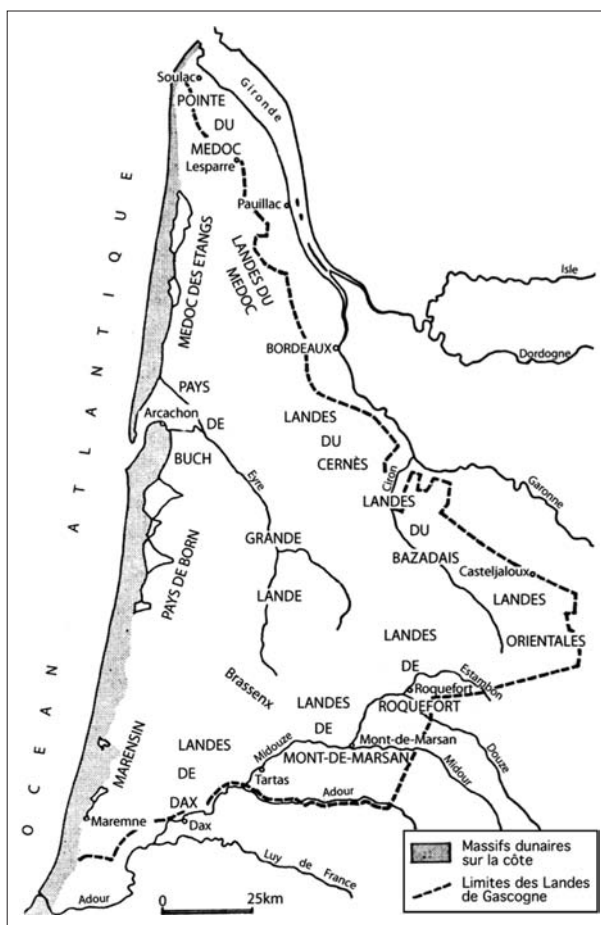 Soulac
Gironde
POINTE
DU
MEDOC
Lesparre
Pauillac
OCEAN ATLANTIQUE
MEDOC DES ETANGS
LANDES DU
MEDOC
Isle
BORDEAUX
Dordogne
PAYS
Arcachon
DE
BUCH
LANDES
DU
CERNÈS
Eyre
Ciron
Garonne
LANDES
DU
BAZADAIS
GRANDE
LANDE
Casteljaloux
PAYS DE BORN
LANDES
ORIENTALES
LANDES
DE
ROQUEFORT
Estambon
Roquefort
Brassenx
LANDES
DE
MONT-DE-MARSAN
Mont-de-Marsan
Douze
Midour
MARENSIN
LANDES
DE
DAX
Midouze
Tartas
Adour
Maremne
Dax
Luy de France
Adour
0 25km
Massifs dunaires
sur la côte
Limites des Landes
de Gascogne